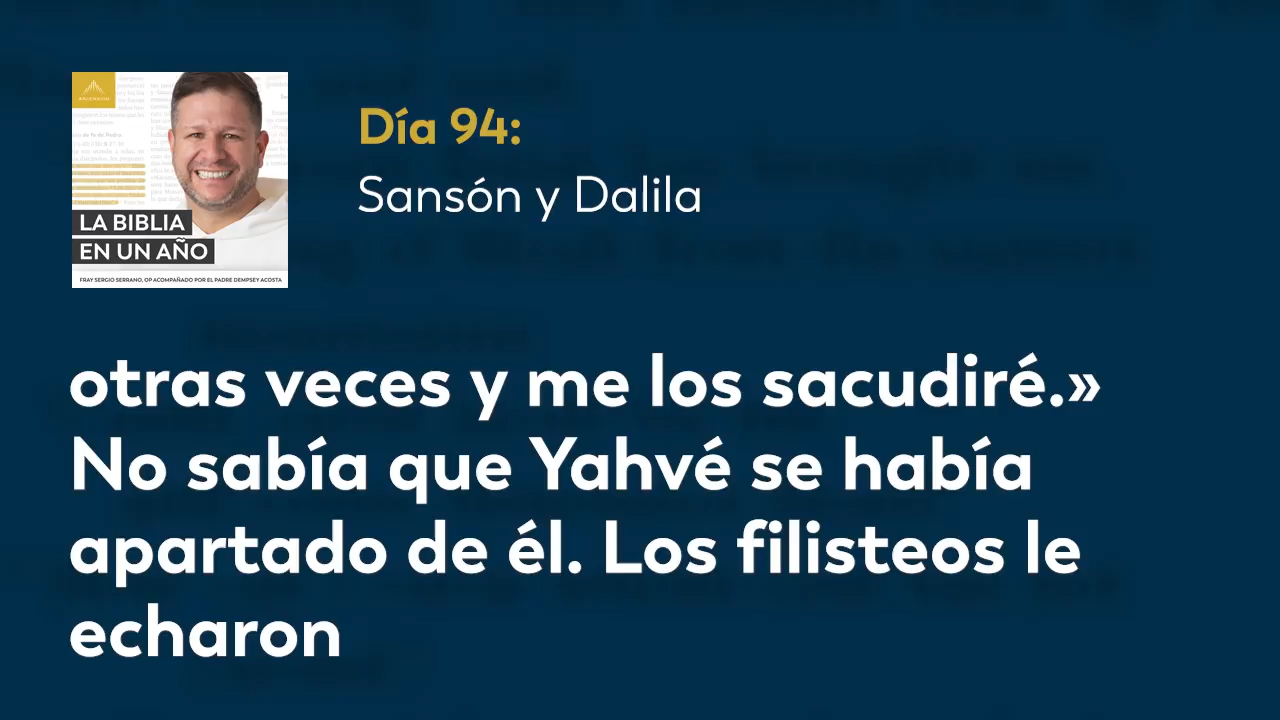 ASCENSION
LA BIBLIA
EN UN AÑO
FRAY SERGIO SERRANO, OP ACOMPAÑADO POR EL PADRE DEMPSEY ACOSTA
Día 94:
Sansón y Dalila
otras veces y me los sacudiré.»
No sabía que Yahvé se había
apartado de él. Los filisteos le
echaron